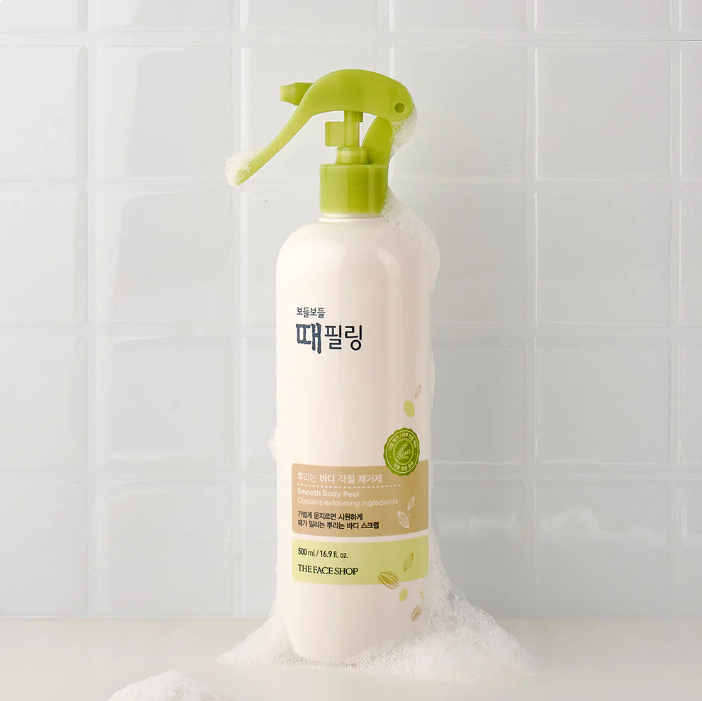 보들보들
때필링
뿌리는 바디 각질 제거제
Smooth Body Peel
Contains exfoliating ingredients
가볍게 문지르면 시원하게
때가 밀리는 뿌리는 바디 스크럽
500 ml / 16.9 fl. oz.
THE FACE SHOP